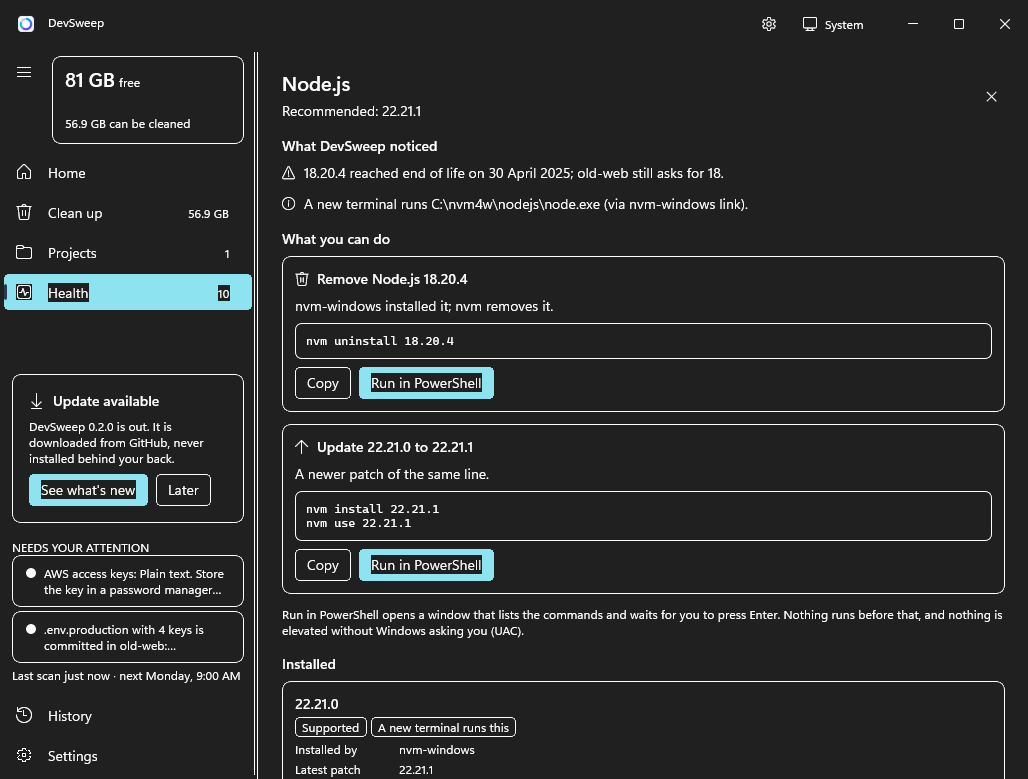 DevSweep
System
81 GB free
56.9 GB can be cleaned
Home
Clean up 56.9 GB
Projects 1
Health 10
Update available
DevSweep 0.2.0 is out. It is
downloaded from GitHub, never
installed behind your back.
See what's new Later
NEEDS YOUR ATTENTION
AWS access keys: Plain text. Store
the key in a password manager...
.env.production with 4 keys is
committed in old-web:...
Last scan just now · next Monday, 9:00 AM
History
Settings
Node.js
Recommended: 22.21.1
What DevSweep noticed
18.20.4 reached end of life on 30 April 2025; old-web still asks for 18.
A new terminal runs C:\nvm4w\nodejs\node.exe (via nvm-windows link).
What you can do
Remove Node.js 18.20.4
nvm-windows installed it; nvm removes it.
nvm uninstall 18.20.4
Copy Run in PowerShell
Update 22.21.0 to 22.21.1
A newer patch of the same line.
nvm install 22.21.1
nvm use 22.21.1
Copy Run in PowerShell
Run in PowerShell opens a window that lists the commands and waits for you to press Enter. Nothing runs before that, and nothing is
elevated without Windows asking you (UAC).
Installed
22.21.0
Supported A new terminal runs this
Installed by nvm-windows
Latest patch 22.21.1